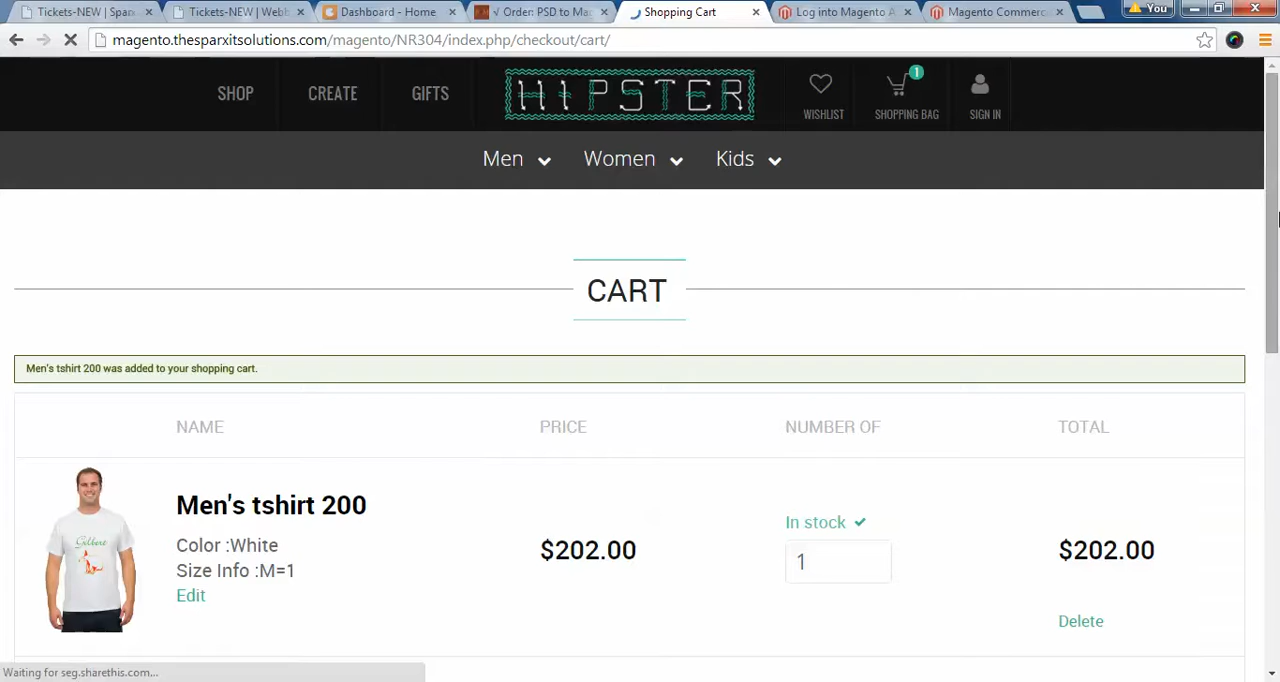 Tickets-NEW | Spar
Tickets-NEW | Webb
Dashboard - Home
√ Order: PSD to Ma
Shopping Cart
Log into Magento A
Magento Commerc
You
magento.thesparxitsolutions.com/magento/NR304/index.php/checkout/cart/
SHOP
CREATE
GIFTS
HIPSTER
WISHLIST
1
SHOPPING BAG
SIGN IN
Men
Women
Kids
CART
Men's tshirt 200 was added to your shopping cart.
NAME
PRICE
NUMBER OF
TOTAL
Gilbert
Men's tshirt 200
Color :White
Size Info :M=1
Edit
$202.00
In stock
1
$202.00
Delete
Waiting for seg.sharethis.com...